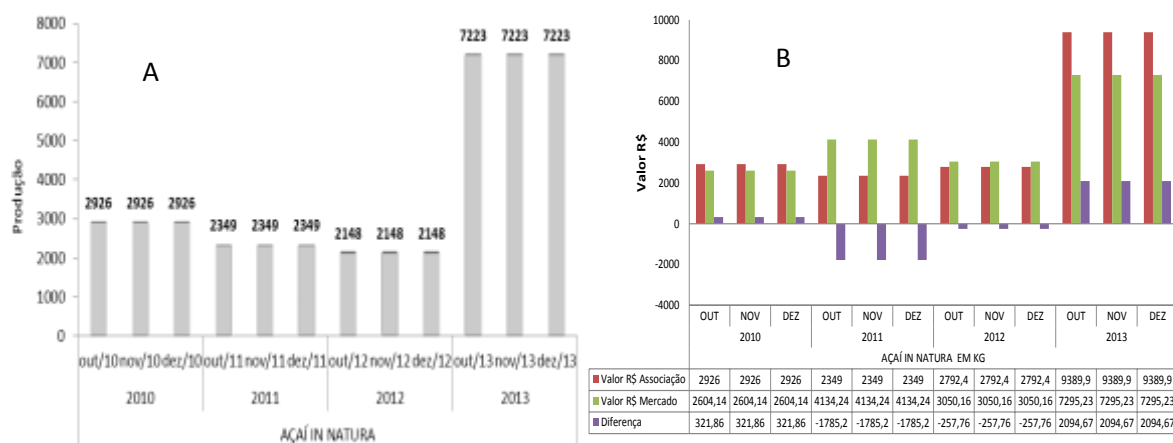 A
Produção
8000
7000
6000
5000
4000
3000
2000
1000
0
2926 2926 2926 2349 2349 2349 2148 2148 2148 7223 7223 7223
out/10 nov/10 dez/10 out/11 nov/11 dez/11 out/12 nov/12 dez/12 out/13 nov/13 dez/13
2010 2011 2012 2013
AÇAÍ IN NATURA
B
Valor R$
10000
8000
6000
4000
2000
0
-2000
-4000
OUT NOV DEZ OUT NOV DEZ OUT NOV DEZ OUT NOV DEZ
2010 2011 2012 2013
AÇAÍ IN NATURA EM KG
Valor R$ Associação 2926 2926 2926 2349 2349 2349 2792,4 2792,4 2792,4 9389,9 9389,9 9389,9
Valor R$ Mercado 2604,14 2604,14 2604,14 4134,24 4134,24 4134,24 3050,16 3050,16 3050,16 7295,23 7295,23 7295,23
Diferença 321,86 321,86 321,86 -1785,2 -1785,2 -1785,2 -257,76 -257,76 -257,76 2094,67 2094,67 2094,67